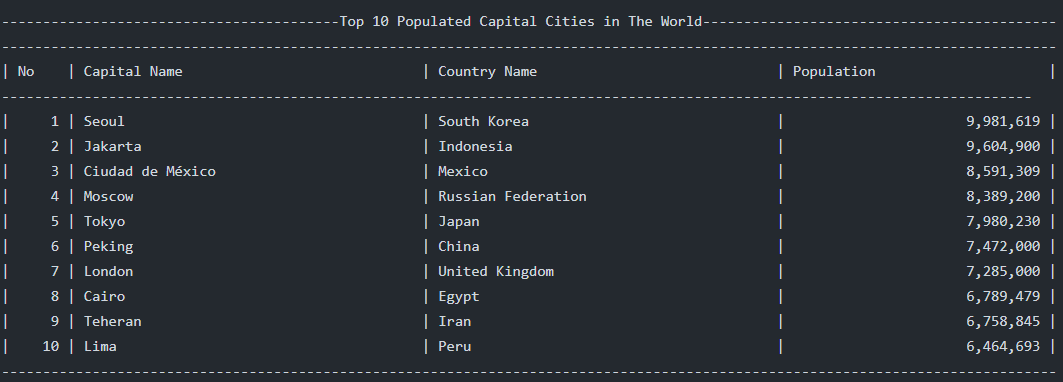 -----------------------------------------Top 10 Populated Capital Cities in The World-------------------------------------------
--------------------------------------------------------------------------------------------------------------------------------
| No    | Capital Name                             | Country Name                             | Population                     |
-----------------------------------------------------------------------------------------------------------------------------
|     1 | Seoul                                    | South Korea                              |                      9,981,619 |
|     2 | Jakarta                                  | Indonesia                                |                      9,604,900 |
|     3 | Ciudad de México                         | Mexico                                   |                      8,591,309 |
|     4 | Moscow                                   | Russian Federation                       |                      8,389,200 |
|     5 | Tokyo                                    | Japan                                    |                      7,980,230 |
|     6 | Peking                                   | China                                    |                      7,472,000 |
|     7 | London                                   | United Kingdom                           |                      7,285,000 |
|     8 | Cairo                                    | Egypt                                    |                      6,789,479 |
|     9 | Teheran                                  | Iran                                     |                      6,758,845 |
|    10 | Lima                                     | Peru                                     |                      6,464,693 |
--------------------------------------------------------------------------------------------------------------------------------